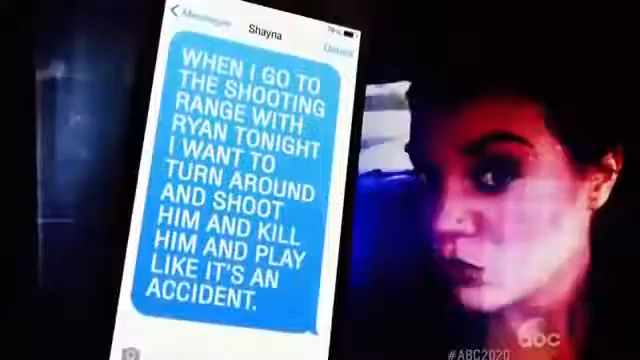 Messages
Shayna
Details
WHEN I GO TO
THE SHOOTING
RANGE WITH
RYAN TONIGHT
I WANT TO
TURN AROUND
AND SHOOT
HIM AND KILL
HIM AND PLAY
LIKE IT'S AN
ACCIDENT.
abc
#ABC2020